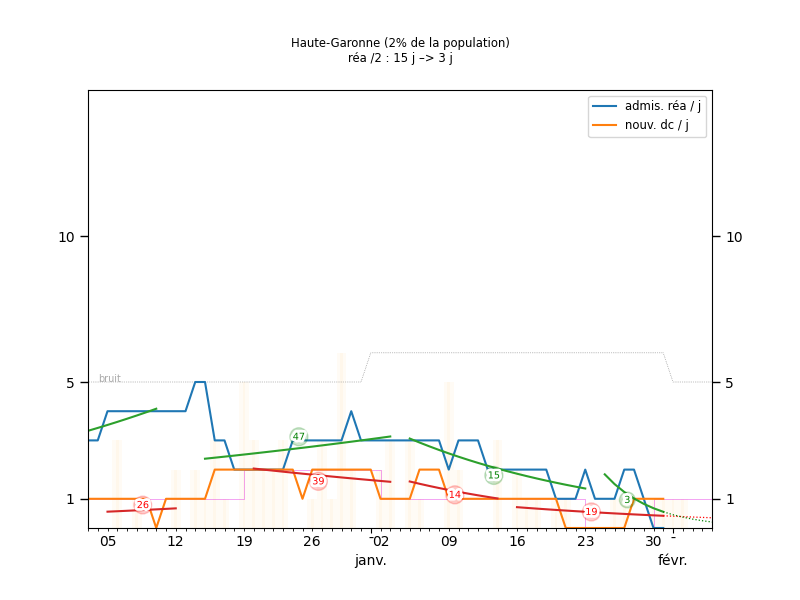 Haute-Garonne (2% de la population)
réa /2 : 15 j –> 3 j
admis. réa / j
nouv. dc / j
10 10
bruit
5 5
47
39
26
14
15
19
3
1 1
05 12 19 26 02 09 16 23 30
janv. févr.